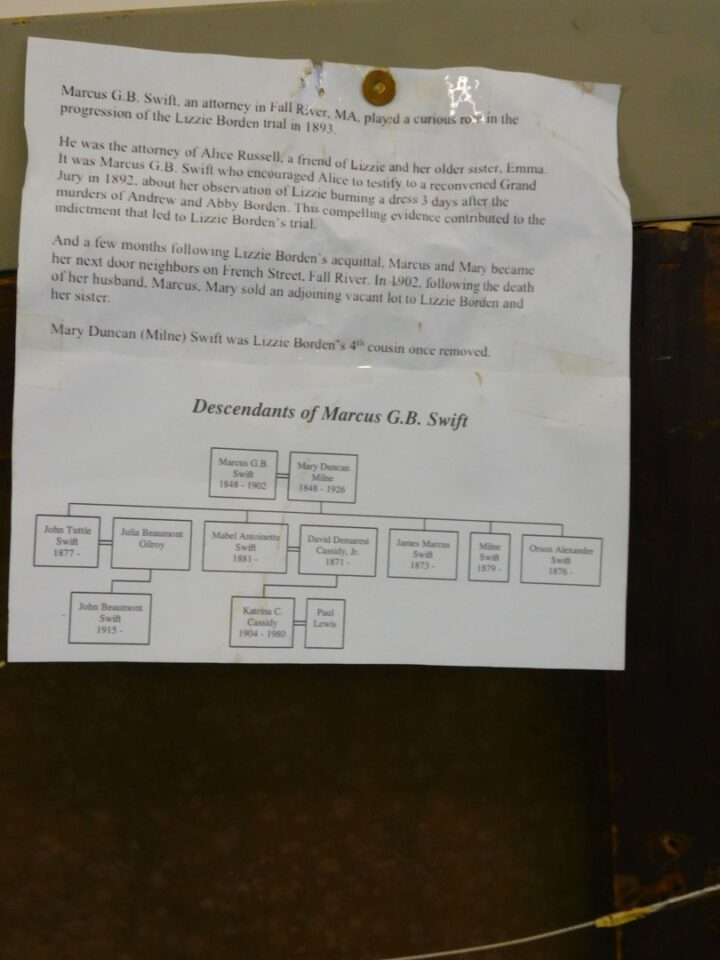 Marcus G.B. Swift, an attorney in Fall River, MA, played a curious role in the
progression of the Lizzie Borden trial in 1893.
He was the attorney of Alice Russell, a friend of Lizzie and her older sister, Emma.
It was Marcus G.B. Swift who encouraged Alice to testify to a reconvened Grand
Jury in 1892, about her observation of Lizzie burning a dress 3 days after the
murders of Andrew and Abby Borden. This compelling evidence contributed to the
indictment that led to Lizzie Borden's trial.
And a few months following Lizzie Borden's acquittal, Marcus and Mary became
her next door neighbors on French Street, Fall River. In 1902, following the death
of her husband, Marcus, Mary sold an adjoining vacant lot to Lizzie Borden and
her sister.
Mary Duncan (Milne) Swift was Lizzie Borden's 4th cousin once removed.
Descendants of Marcus G.B. Swift
Marcus G.B.
Swift
1848 - 1902
Mary Duncan
Milne
1848 - 1926
John Tuttle
Swift
1877 -
Julia Beaumont
Gilroy
Mabel Antoinette
Swift
1881 -
David Demarest
Cassidy, Jr.
1871 -
James Marcus
Swift
1873 -
Milne
Swift
1879 -
Orson Alexander
Swift
1876 -
John Beaumont
Swift
1915 -
Katrina C.
Cassidy
1904 - 1980
Paul
Lewis